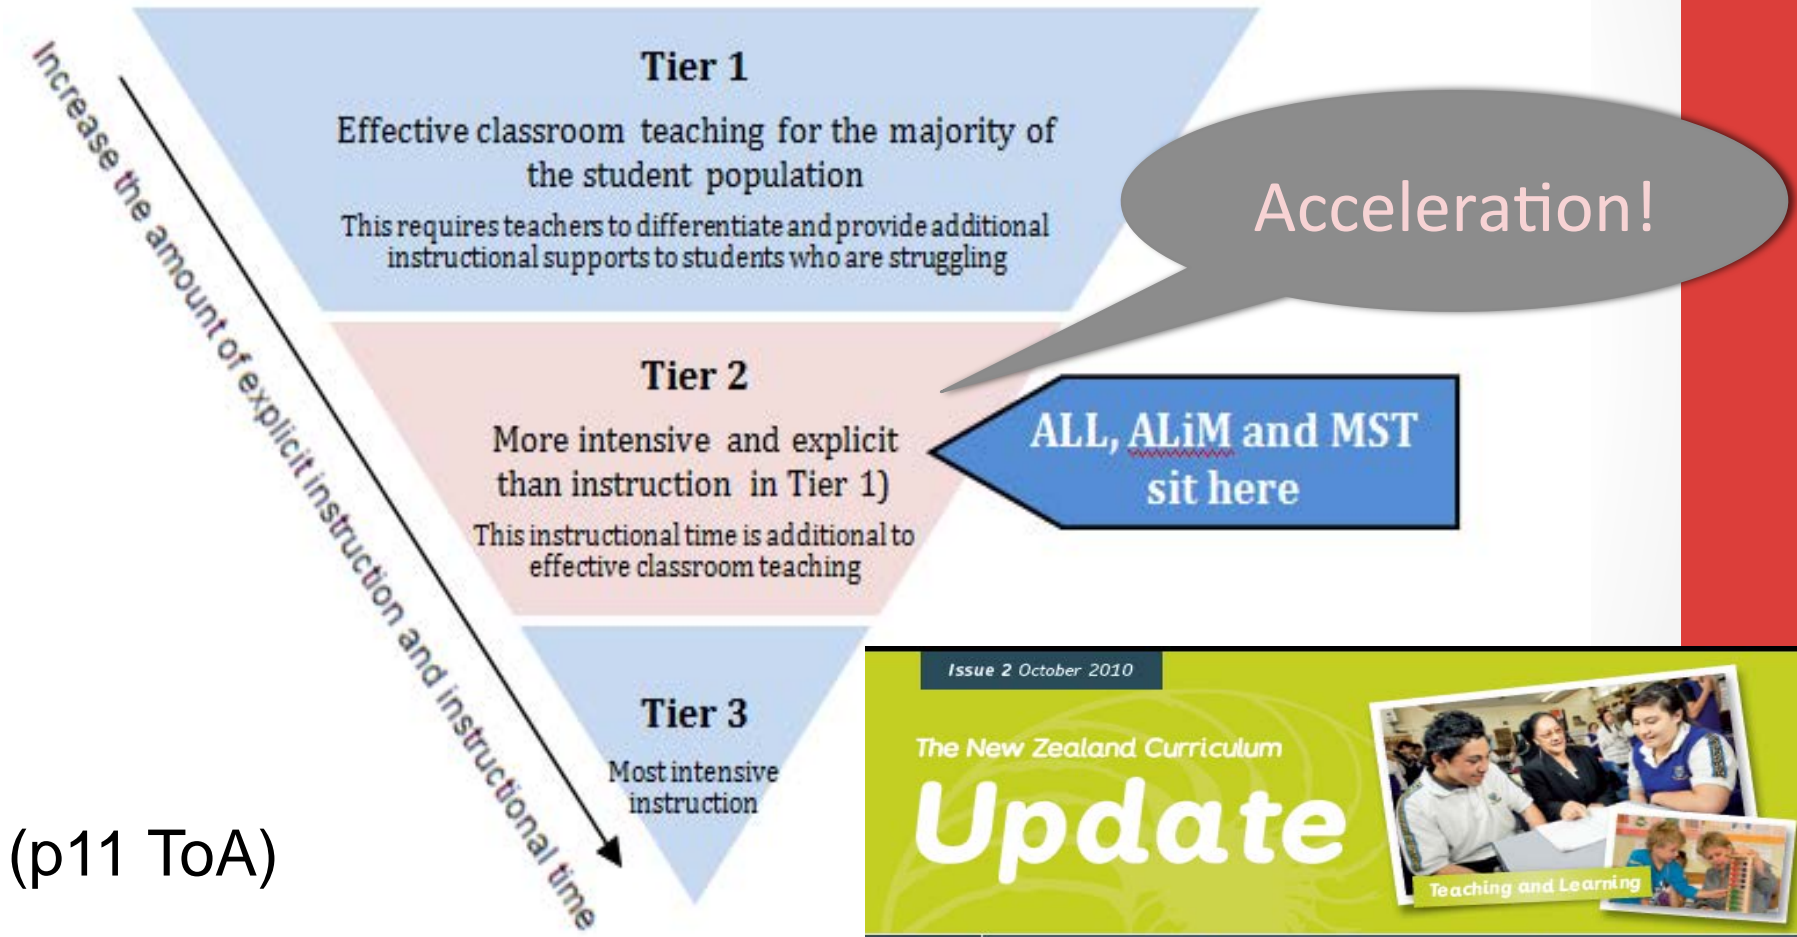 Increase the amount of explicit instruction and instructional time
Tier 1
Effective classroom teaching for the majority of
the student population
This requires teachers to differentiate and provide additional
instructional supports to students who are struggling
Acceleration!
Tier 2
More intensive and explicit
than instruction in Tier 1)
This instructional time is additional to
effective classroom teaching
ALL, ALiM and MST
sit here
Tier 3
Most intensive
instruction
(p11 ToA)
Issue 2 October 2010
The New Zealand Curriculum
Update
Teaching and Learning